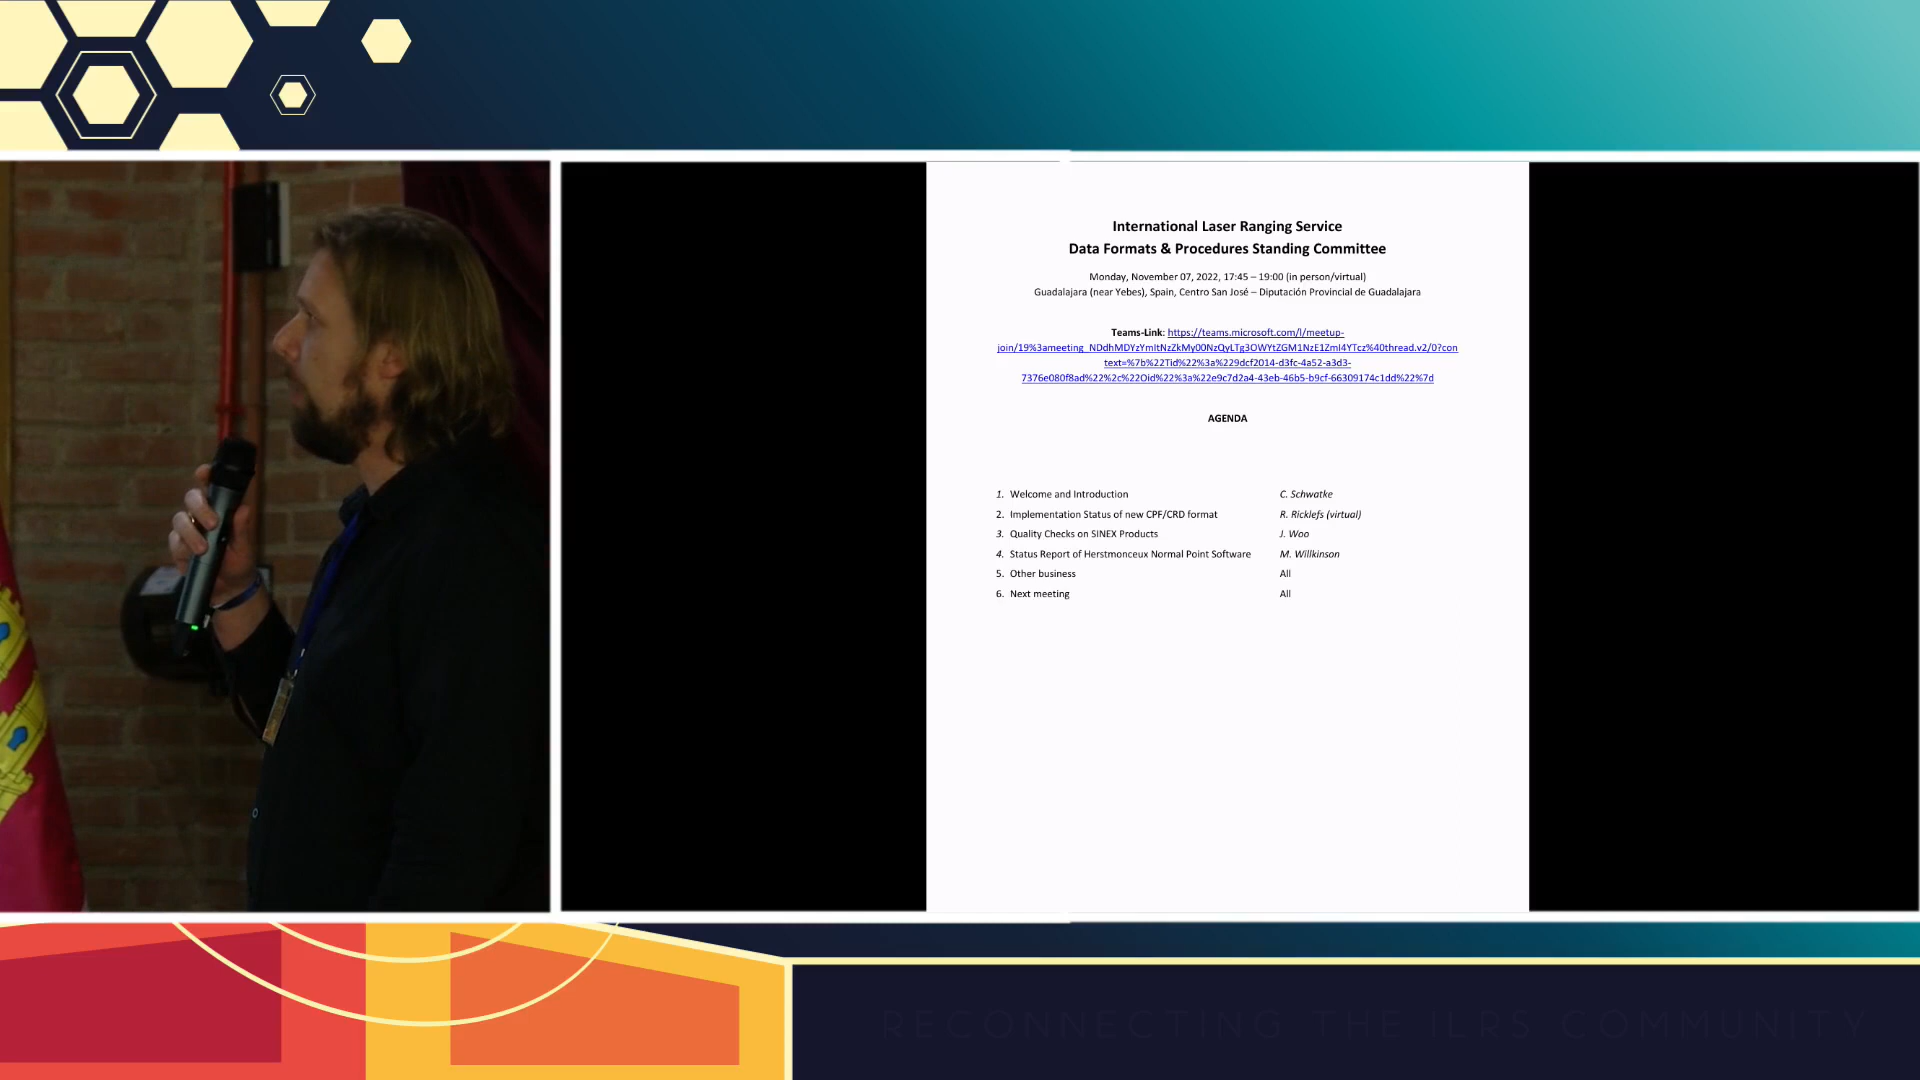 International Laser Ranging Service
Data Formats & Procedures Standing Committee
Monday, November 07, 2022, 17:45 – 19:00 (in person/virtual)
Guadalajara (near Yebes), Spain, Centro San José – Diputación Provincial de Guadalajara
Teams-Link: https://teams.microsoft.com/l/meetup-
join/19%3ameeting_NDdhMDYzYmItNzZkMy00NzQyLTg3OWYtZGM1NzE1ZmI4YTcz%40thread.v2/0?con
text=%7b%22Tid%22%3a%229dcf2014-d3fc-4a52-a3d3-
7376e080f8ad%22%2c%22Oid%22%3a%22e9c7d2a4-43eb-46b5-b9cf-66309174c1dd%22%7d
AGENDA
1. Welcome and Introduction C. Schwatke
2. Implementation Status of new CPF/CRD format R. Ricklefs (virtual)
3. Quality Checks on SINEX Products J. Woo
4. Status Report of Herstmonceux Normal Point Software M. Willkinson
5. Other business All
6. Next meeting All
RECONNECTING THE ILRS COMMUNITY